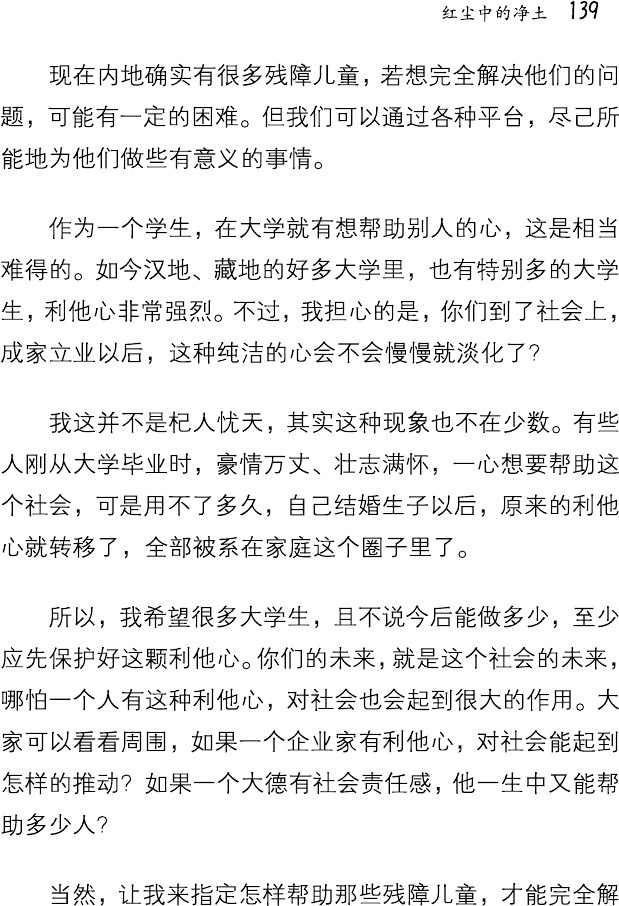 红尘中的净土 139
现在内地确实有很多残障儿童，若想完全解决他们的问
题，可能有一定的困难。但我们可以通过各种平台，尽己所
能地为他们做些有意义的事情。
作为一个学生，在大学就有想帮助别人的心，这是相当
难得的。如今汉地、藏地的好多大学里，也有特别多的大学
生，利他心非常强烈。不过，我担心的是，你们到了社会上，
成家立业以后，这种纯洁的心会不会慢慢就淡化了？
我这并不是杞人忧天，其实这种现象也不在少数。有些
人刚从大学毕业时，豪情万丈、壮志满怀，一心想要帮助这
个社会，可是用不了多久，自己结婚生子以后，原来的利他
心就转移了，全部被系在家庭这个圈子里了。
所以，我希望很多大学生，且不说今后能做多少，至少
应先保护好这颗利他心。你们的未来，就是这个社会的未来，
哪怕一个人有这种利他心，对社会也会起到很大的作用。大
家可以看看周围，如果一个企业家有利他心，对社会能起到
怎样的推动？如果一个大德有社会责任感，他一生中又能帮
助多少人？
当然，让我来指定怎样帮助那些残障儿童，才能完全解